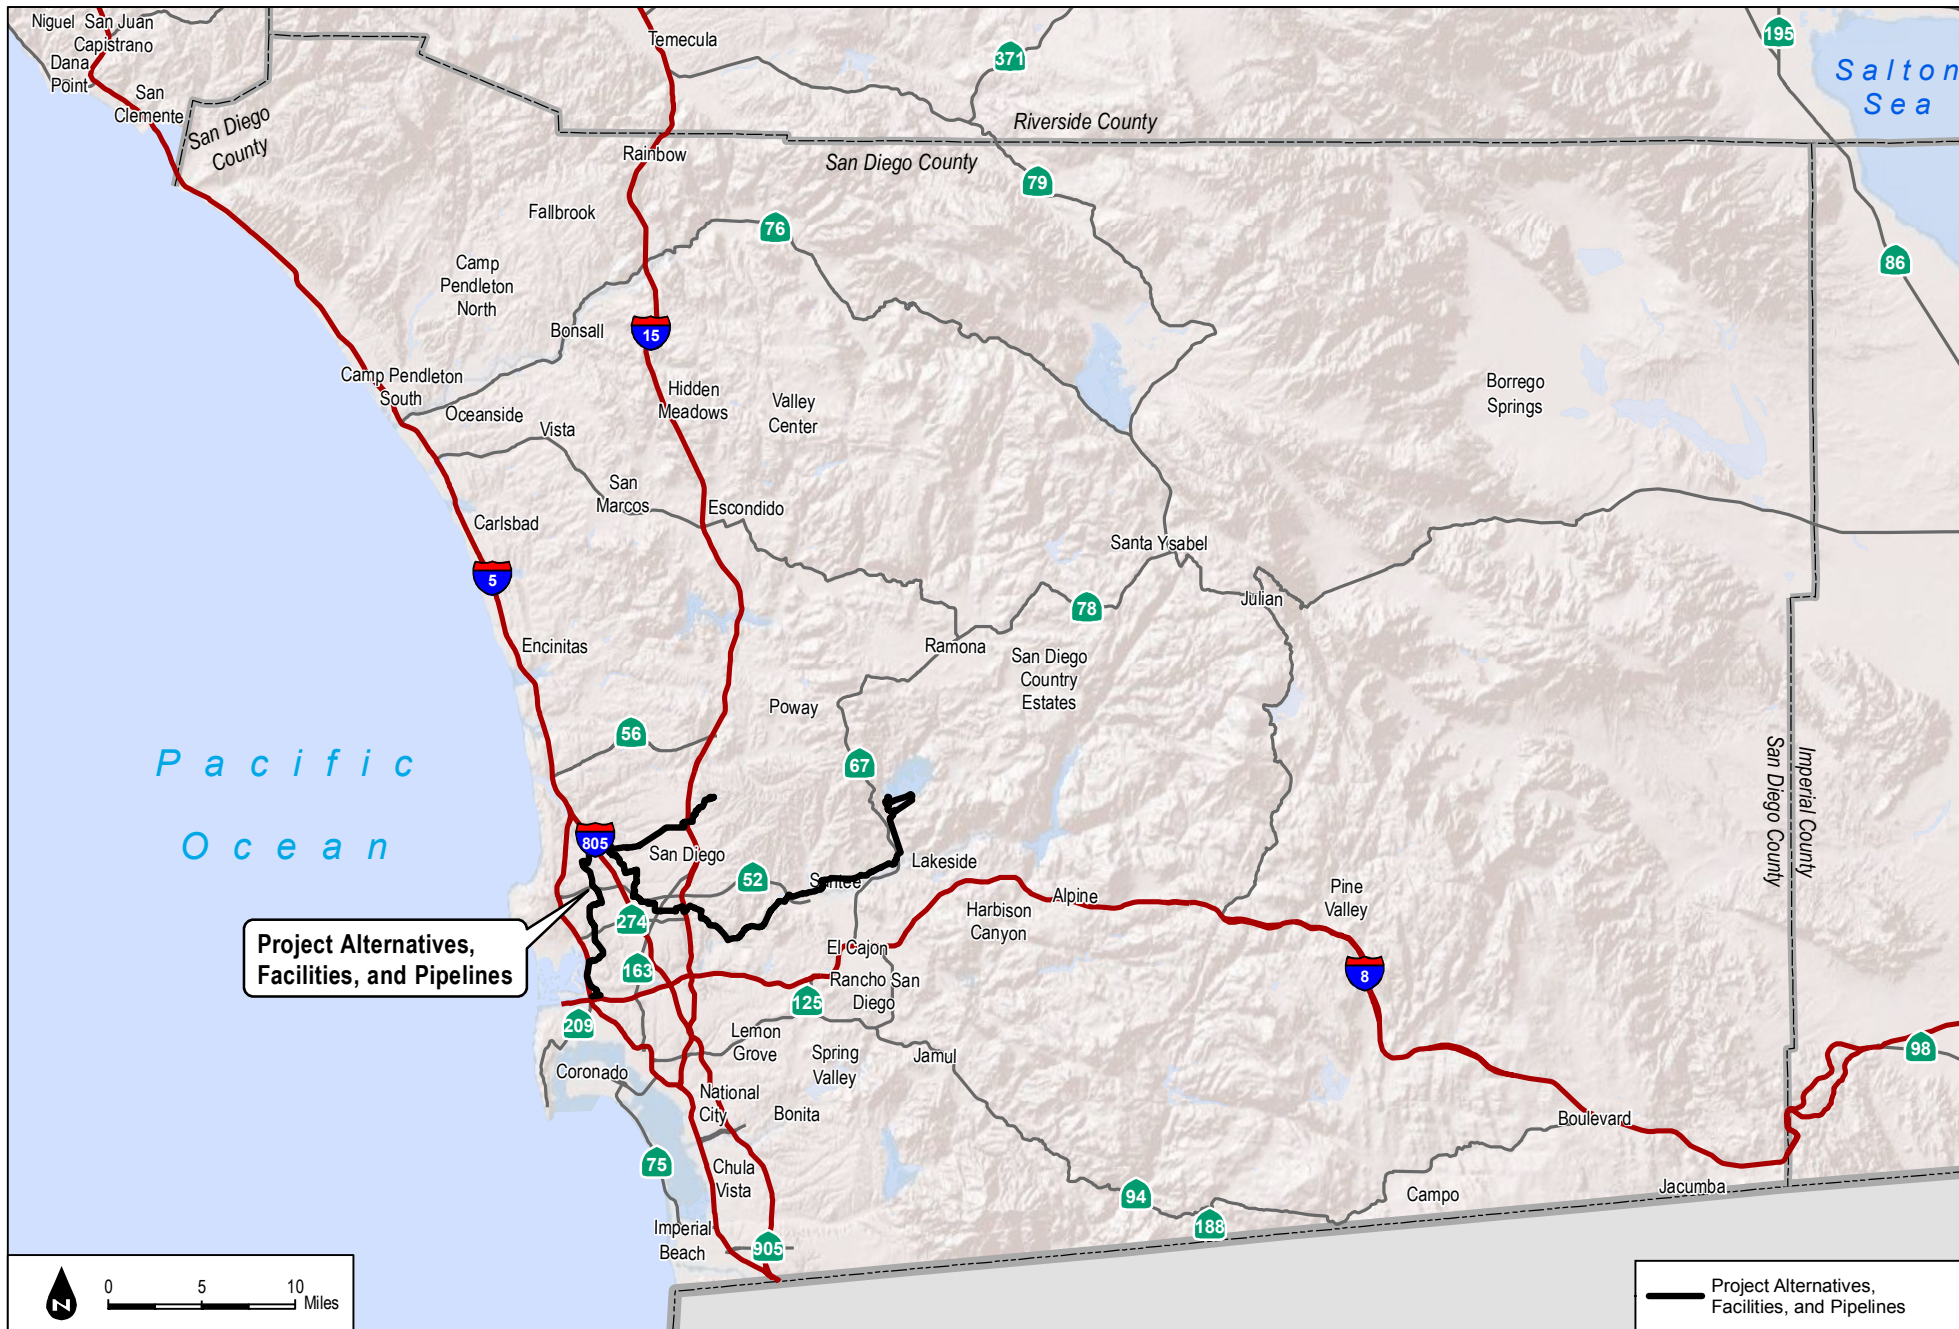 Niguel
San Juan
Capistrano
Dana
Point
San
Clemente
San Diego
County
Temecula
371
195
Salton
Sea
Riverside County
San Diego County
Rainbow
79
Fallbrook
76
86
Camp
Pendleton
North
Bonsall
15
Camp Pendleton
South
Oceanside
Hidden
Meadows
Valley
Center
Borrego
Springs
Vista
San
Marcos
Escondido
Carlsbad
Santa Ysabel
5
78
Julian
Encinitas
Ramona
San Diego
Country
Estates
Poway
56
67
Pacific
Ocean
Imperial County
San Diego County
805
San Diego
Lakeside
52
Santee
Alpine
Pine
Valley
Harbison
Canyon
274
Project Alternatives,
Facilities, and Pipelines
El Cajon
163
8
Rancho San
Diego
125
209
Lemon
Grove
Spring
Valley
Jamul
98
Coronado
National
City
Bonita
Boulevard
75
Chula
Vista
94
188
Campo
Jacumba
Imperial
Beach
905
N
0 5 10
Miles
Project Alternatives,
Facilities, and Pipelines